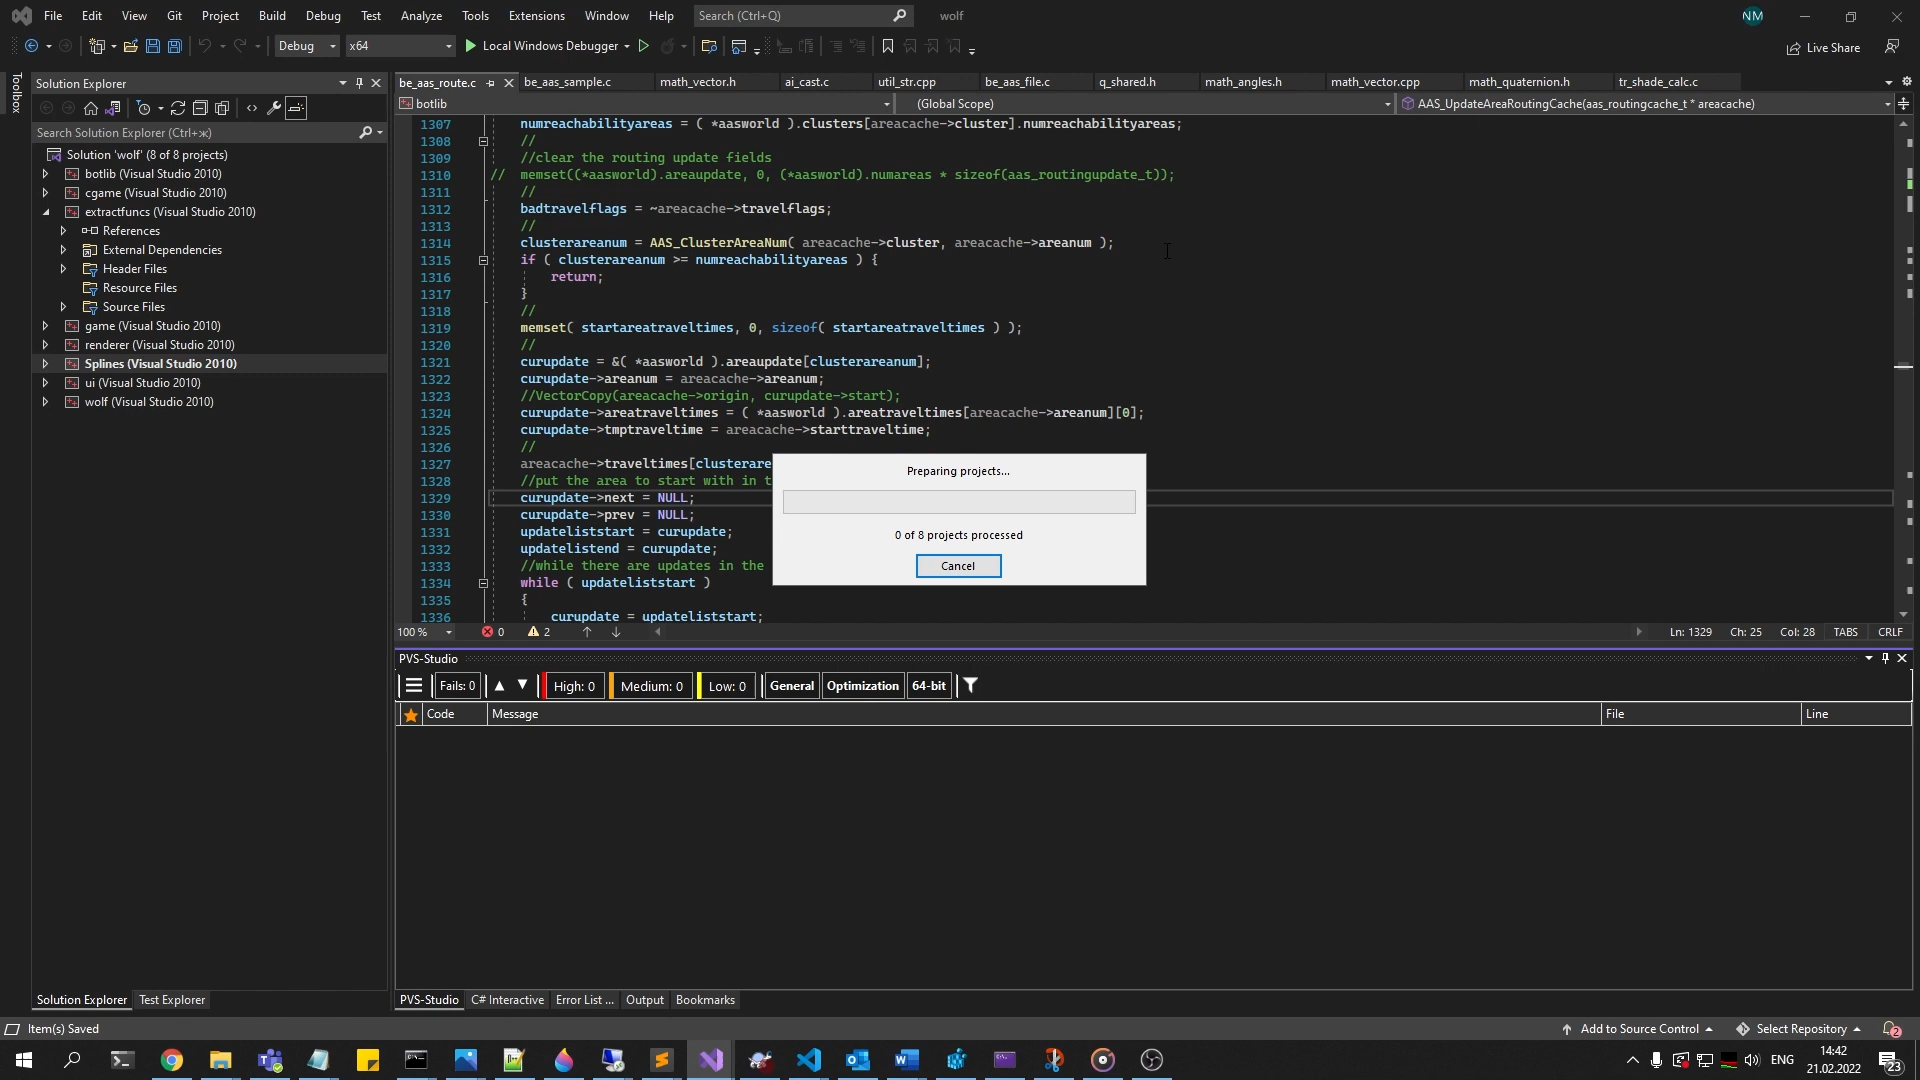 File Edit View Git Project Build Debug Test Analyze Tools Extensions Window Help Search (Ctrl+Q) wolf NM
Debug x64 Local Windows Debugger Live Share
Toolbox
Solution Explorer
Search Solution Explorer (Ctrl+ж)
Solution 'wolf' (8 of 8 projects)
botlib (Visual Studio 2010)
cgame (Visual Studio 2010)
extractfuncs (Visual Studio 2010)
References
External Dependencies
Header Files
Resource Files
Source Files
game (Visual Studio 2010)
renderer (Visual Studio 2010)
Splines (Visual Studio 2010)
ui (Visual Studio 2010)
wolf (Visual Studio 2010)
Solution Explorer Test Explorer
be_aas_route.c be_aas_sample.c math_vector.h ai_cast.c util_str.cpp be_aas_file.c q_shared.h math_angles.h math_vector.cpp math_quaternion.h tr_shade_calc.c
botlib (Global Scope) AAS_UpdateAreaRoutingCache(aas_routingcache_t * areacache)
1307 numreachabilityareas = ( *aasworld ).clusters[areacache->cluster].numreachabilityareas;
1308 //
1309 //clear the routing update fields
1310 // memset((*aasworld).areaupdate, 0, (*aasworld).numareas * sizeof(aas_routingupdate_t));
1311 //
1312 badtravelflags = ~areacache->travelflags;
1313 //
1314 clusterareanum = AAS_ClusterAreaNum( areacache->cluster, areacache->areanum );
1315 if ( clusterareanum >= numreachabilityareas ) {
1316 return;
1317 }
1318 //
1319 memset( startareatraveltimes, 0, sizeof( startareatraveltimes ) );
1320 //
1321 curupdate = &( *aasworld ).areaupdate[clusterareanum];
1322 curupdate->areanum = areacache->areanum;
1323 //VectorCopy(areacache->origin, curupdate->start);
1324 curupdate->areatraveltimes = ( *aasworld ).areatraveltimes[areacache->areanum][0];
1325 curupdate->tmptraveltime = areacache->starttraveltime;
1326 //
1327 areacache->traveltimes[clusterare
1328 //put the area to start with in t
1329 curupdate->next = NULL;
1330 curupdate->prev = NULL;
1331 updateliststart = curupdate;
1332 updatelistend = curupdate;
1333 //while there are updates in the
1334 while ( updateliststart )
1335 {
1336 curupdate = updateliststart;
Preparing projects...
0 of 8 projects processed
Cancel
100 % 0 2 Ln: 1329 Ch: 25 Col: 28 TABS CRLF
PVS-Studio
Fails: 0 High: 0 Medium: 0 Low: 0 General Optimization 64-bit
Code Message File Line
PVS-Studio C# Interactive Error List ... Output Bookmarks
Item(s) Saved Add to Source Control Select Repository 2
ENG 14:42
21.02.2022 23